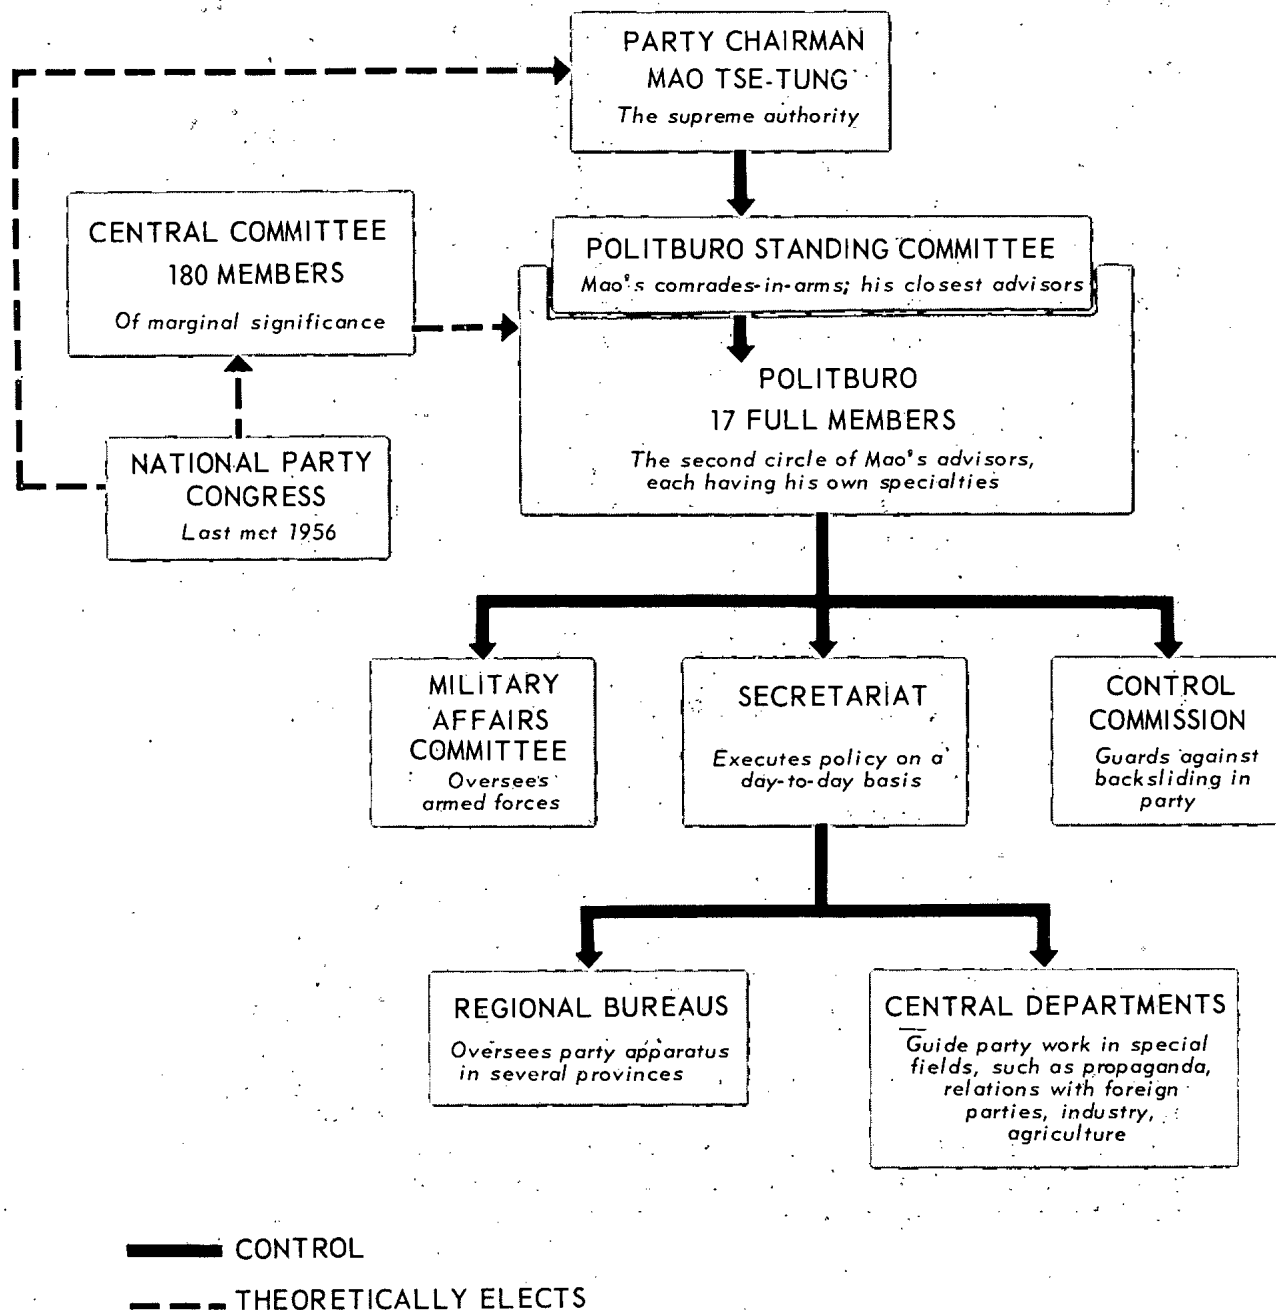 PARTY CHAIRMAN
MAO TSE-TUNG
The supreme authority
CENTRAL COMMITTEE
180 MEMBERS
Of marginal significance
POLITBURO STANDING COMMITTEE
Mao's comrades-in-arms; his closest advisors
POLITBURO
17 FULL MEMBERS
The second circle of Mao's advisors,
each having his own specialties
NATIONAL PARTY
CONGRESS
Last met 1956
MILITARY
AFFAIRS
COMMITTEE
Oversees
armed forces
SECRETARIAT
Executes policy on a
day-to-day basis
CONTROL
COMMISSION
Guards against
backsliding in
party
REGIONAL BUREAUS
Oversees party apparatus
in several provinces
CENTRAL DEPARTMENTS
Guide party work in special
fields, such as propaganda,
relations with foreign
parties, industry,
agriculture
CONTROL
THEORETICALLY ELECTS